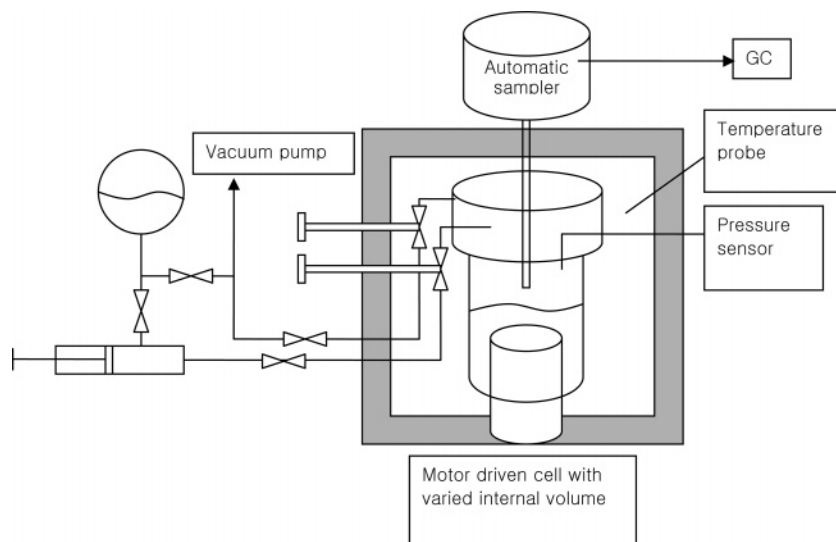 Automatic
sampler
GC
Vacuum pump
Temperature
probe
Pressure
sensor
Motor driven cell with
varied internal volume